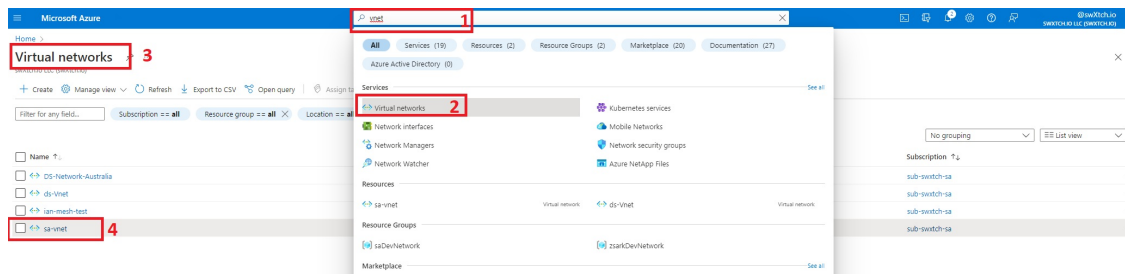 Microsoft Azure
vnet
1
@swXtch.io
SWXTCH.IO LLC (SWXTCH.IO)
Home >
Virtual networks
3
+ Create Manage view Refresh Export to CSV Open query Assign ta
Filter for any field...
Subscription == all
Resource group == all
Location == all
Name ↑↓
DS-Network-Australia
ds-Vnet
ian-mesh-test
sa-vnet
4
All
Services (19)
Resources (2)
Resource Groups (2)
Marketplace (20)
Documentation (27)
Azure Active Directory (0)
Services
See all
Virtual networks
2
Kubernetes services
Network interfaces
Mobile Networks
Network Managers
Network security groups
Network Watcher
Azure NetApp Files
Resources
sa-vnet
Virtual network
ds-Vnet
Virtual network
Resource Groups
saDevNetwork
zsarkDevNetwork
Marketplace
See all
No grouping
List view
Subscription ↑↓
sub-swxtch-sa
sub-swxtch-sa
sub-swxtch-sa
sub-swxtch-sa